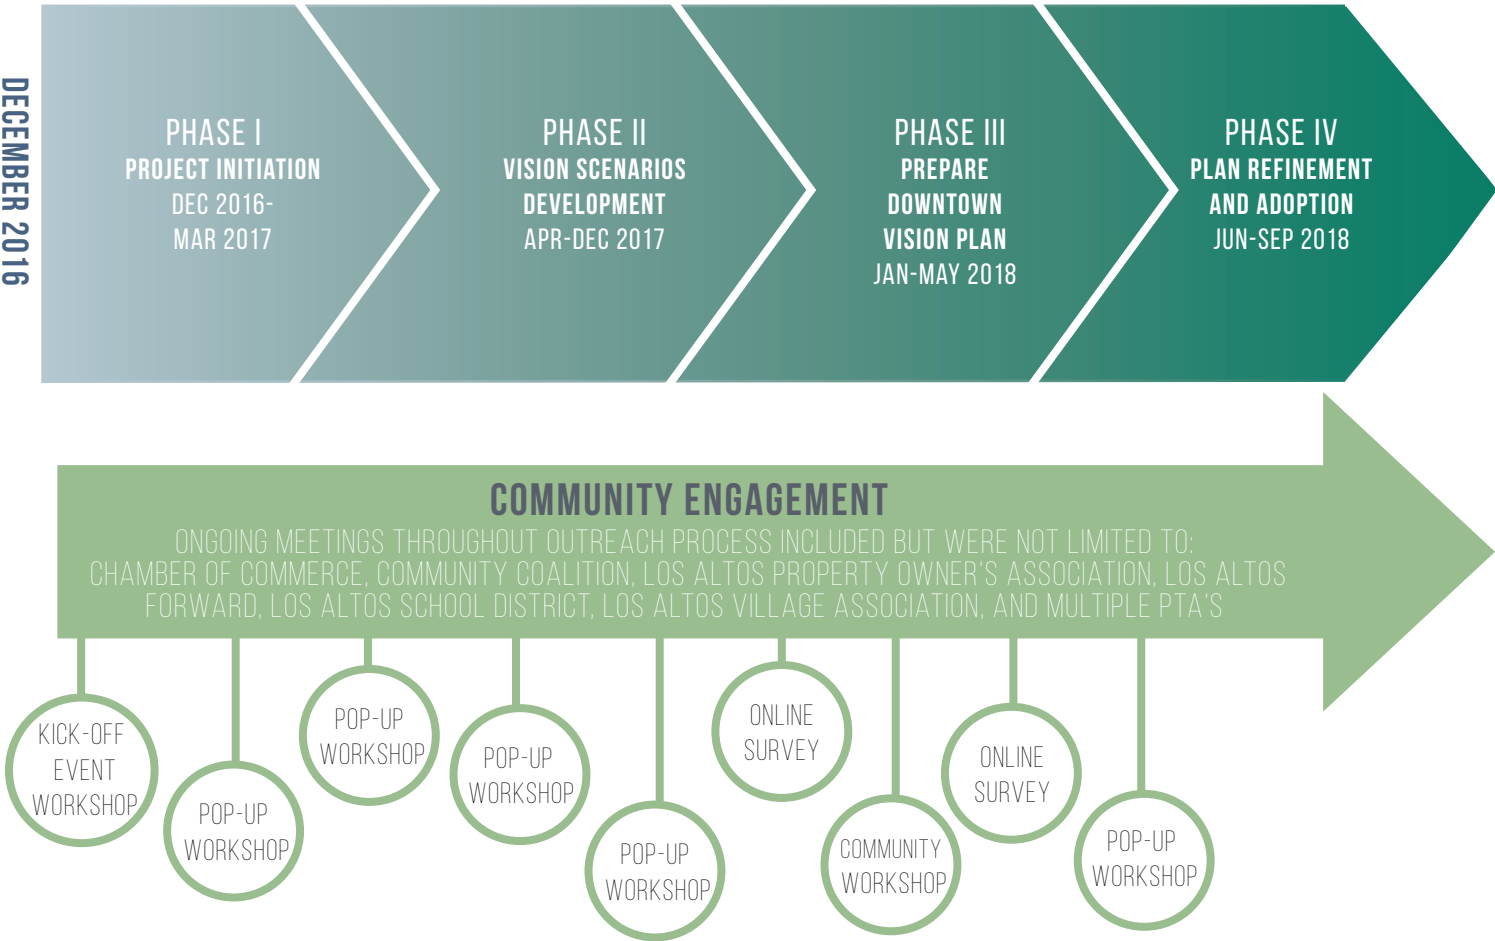 DECEMBER 2016
PHASE I
PROJECT INITIATION
DEC 2016-
MAR 2017
PHASE II
VISION SCENARIOS
DEVELOPMENT
APR-DEC 2017
PHASE III
PREPARE
DOWNTOWN
VISION PLAN
JAN-MAY 2018
PHASE IV
PLAN REFINEMENT
AND ADOPTION
JUN-SEP 2018
COMMUNITY ENGAGEMENT
ONGOING MEETINGS THROUGHOUT OUTREACH PROCESS INCLUDED BUT WERE NOT LIMITED TO:
CHAMBER OF COMMERCE, COMMUNITY COALITION, LOS ALTOS PROPERTY OWNER'S ASSOCIATION, LOS ALTOS
FORWARD, LOS ALTOS SCHOOL DISTRICT, LOS ALTOS VILLAGE ASSOCIATION, AND MULTIPLE PTA'S
KICK-OFF
EVENT
WORKSHOP
POP-UP
WORKSHOP
POP-UP
WORKSHOP
POP-UP
WORKSHOP
POP-UP
WORKSHOP
ONLINE
SURVEY
COMMUNITY
WORKSHOP
ONLINE
SURVEY
POP-UP
WORKSHOP